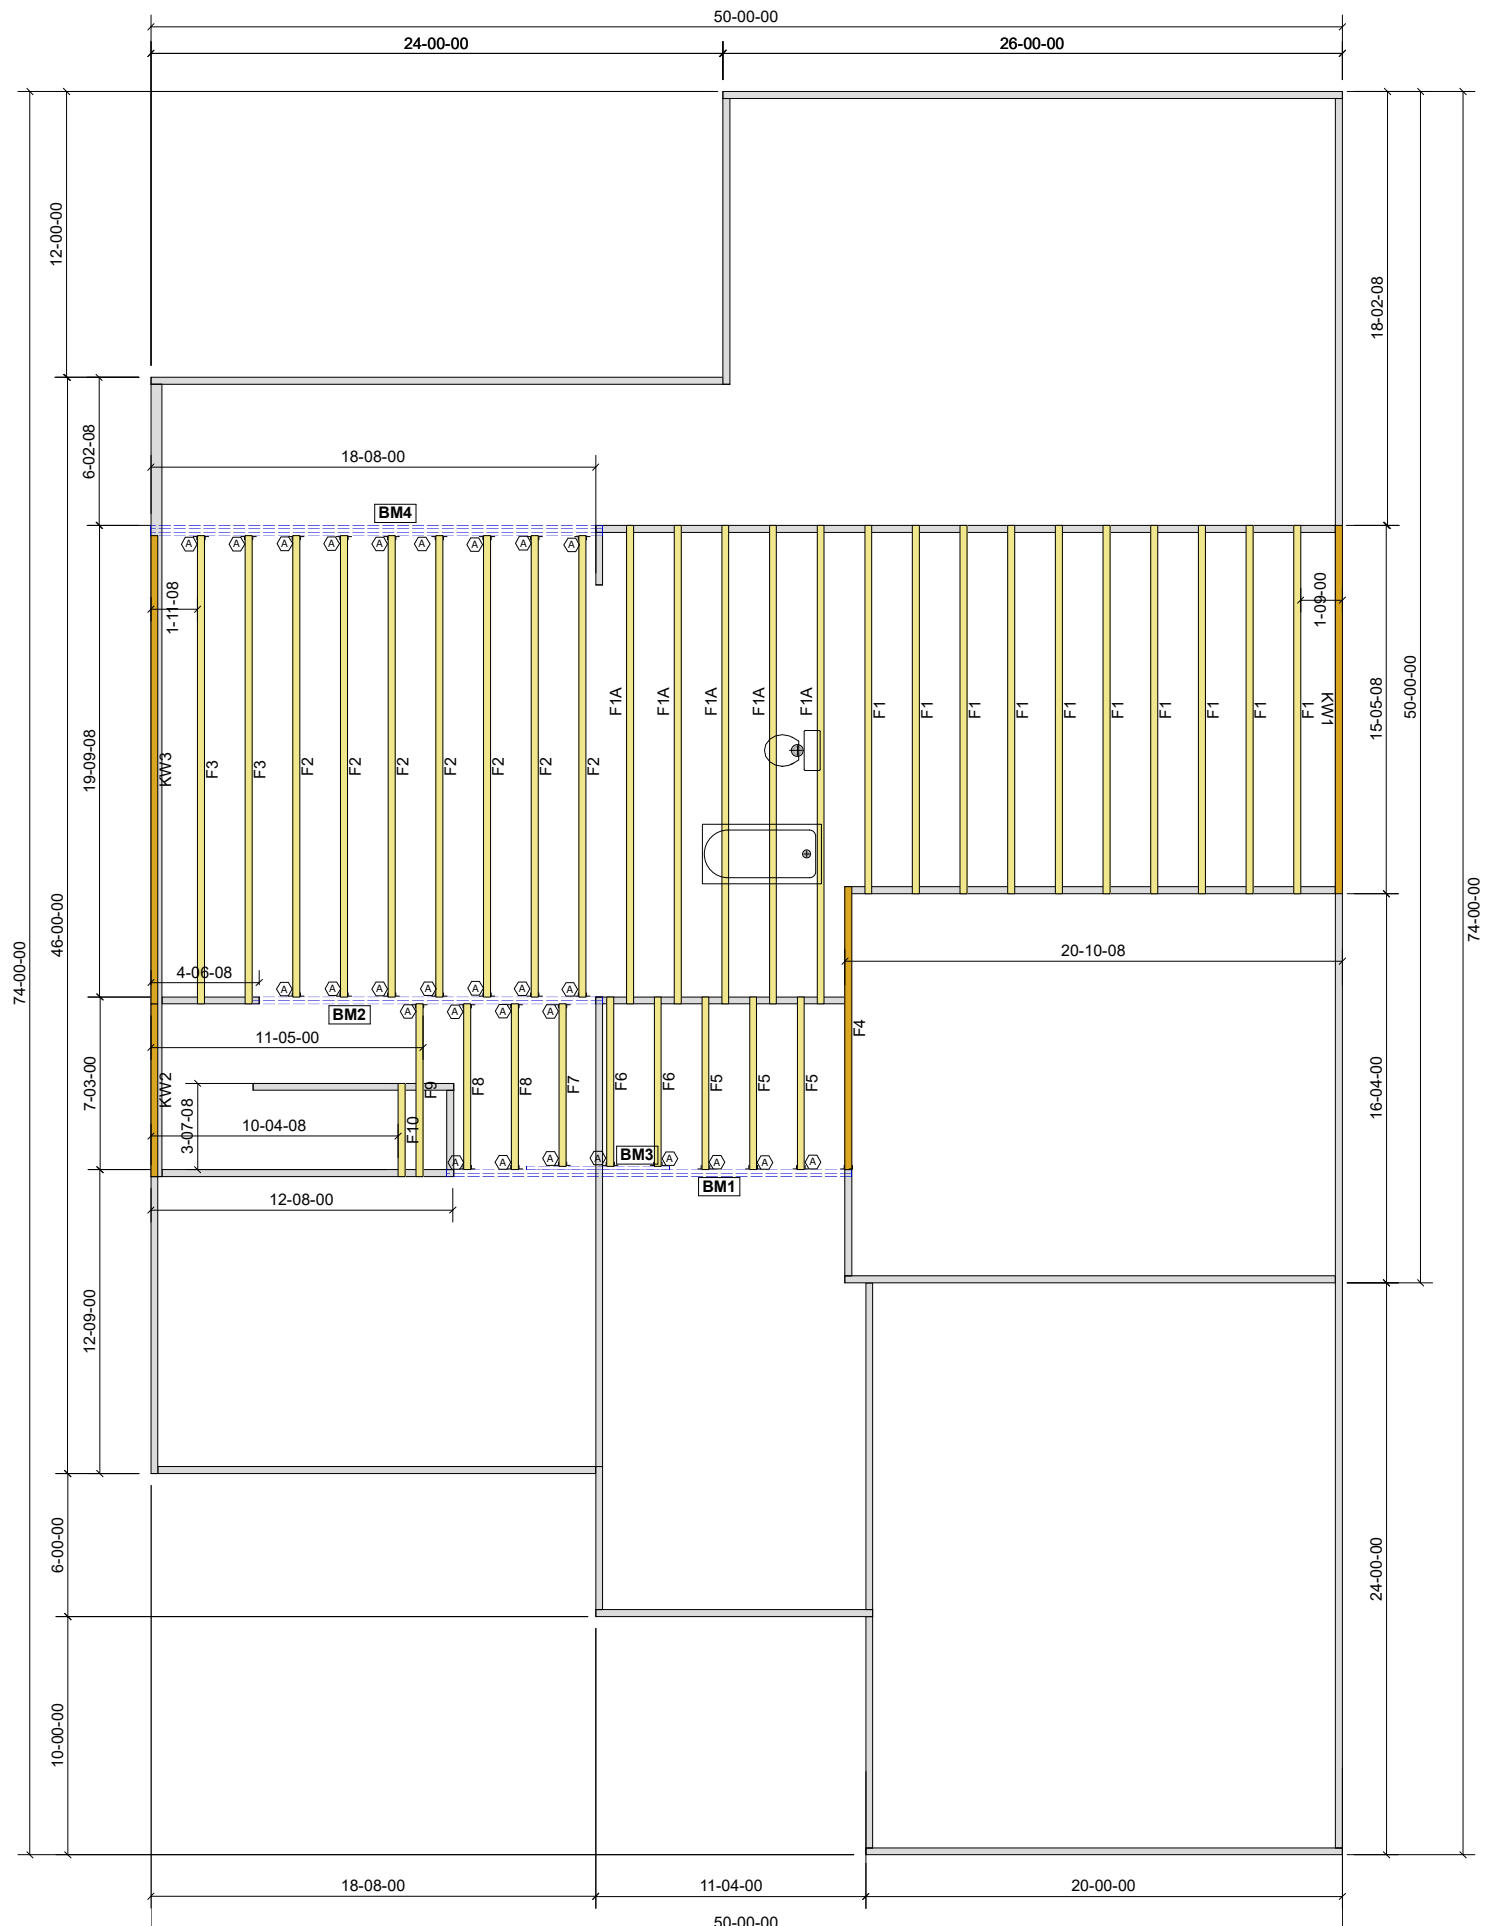 50-00-00
24-00-00
26-00-00
12-00-00
18-02-08
6-02-08
18-08-00
BM4
A A A A A A A A A
1-11-08
1-09-00
F1A F1A F1A F1A F1A
F1 F1 F1 F1 F1 F1 F1 F1 F1 F1
KW1
15-05-08
50-00-00
KW3
F3 F3 F2 F2 F2 F2 F2 F2 F2
19-09-08
46-00-00
74-00-00
74-00-00
20-10-08
4-06-08
A A A A A A A
BM2
A A A A
11-05-00
F4
7-03-00
KW2
3-07-08
10-04-08
F10
F9
F8 F8 F7 F6 F6 F5 F5 F5
16-04-00
A A A A A A A A
BM3
BM1
12-08-00
12-09-00
6-00-00
24-00-00
10-00-00
18-08-00
11-04-00
20-00-00
50-00-00